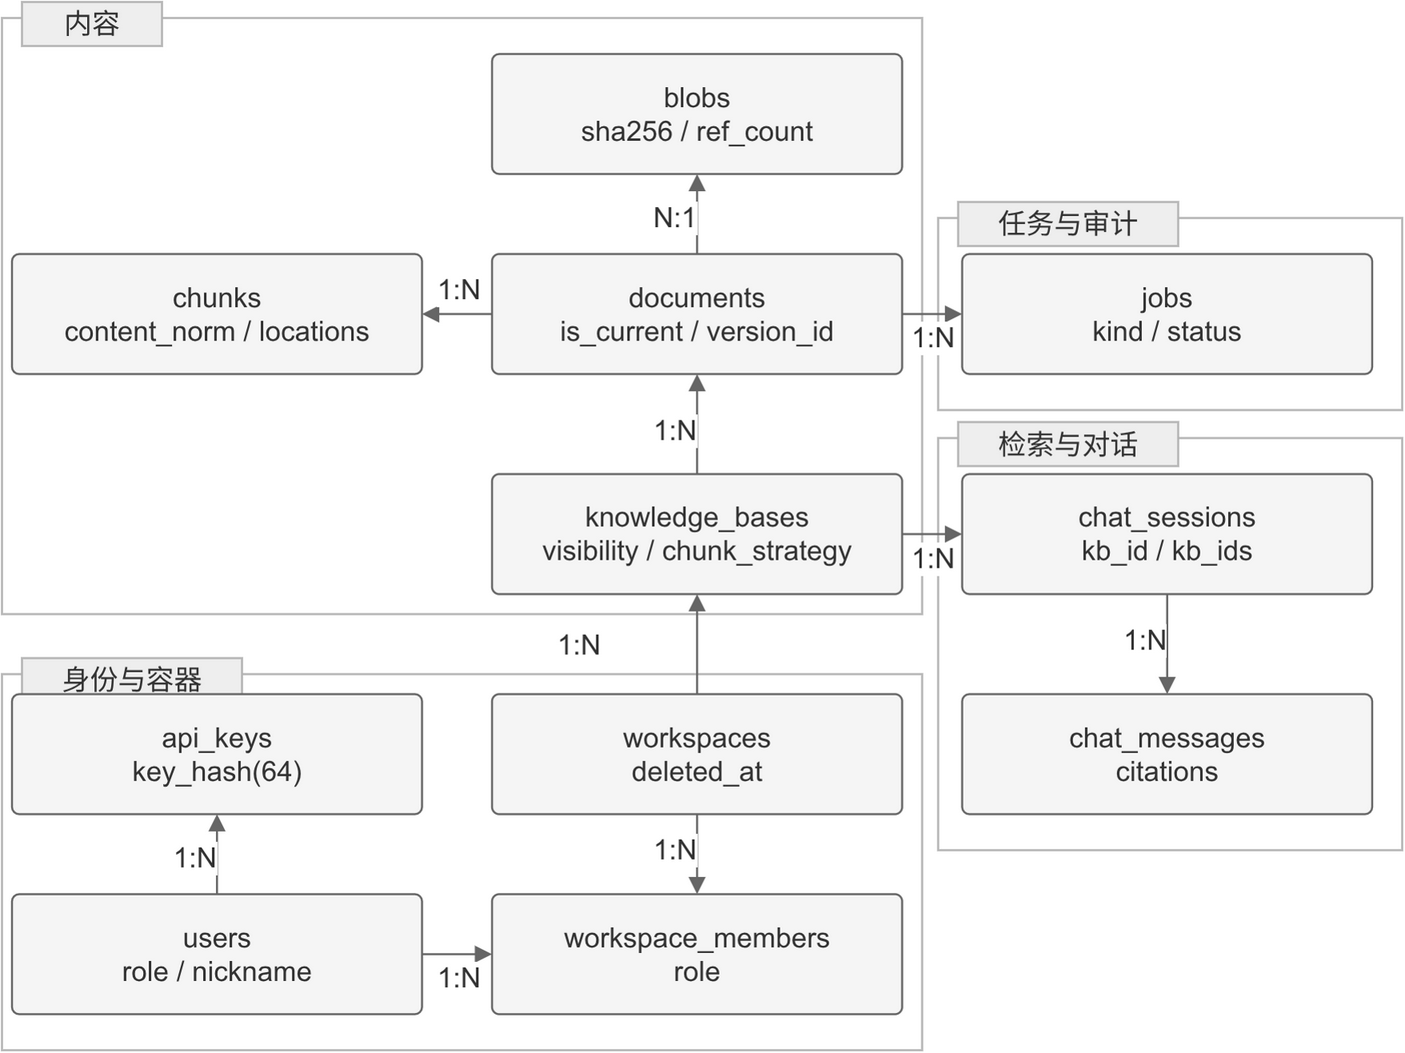 内容
blobs
sha256 / ref_count
N:1
任务与审计
chunks
content_norm / locations
1:N
documents
is_current / version_id
1:N
jobs
kind / status
1:N
检索与对话
knowledge_bases
visibility / chunk_strategy
1:N
chat_sessions
kb_id / kb_ids
1:N
1:N
身份与容器
api_keys
key_hash(64)
workspaces
deleted_at
chat_messages
citations
1:N
1:N
users
role / nickname
1:N
workspace_members
role